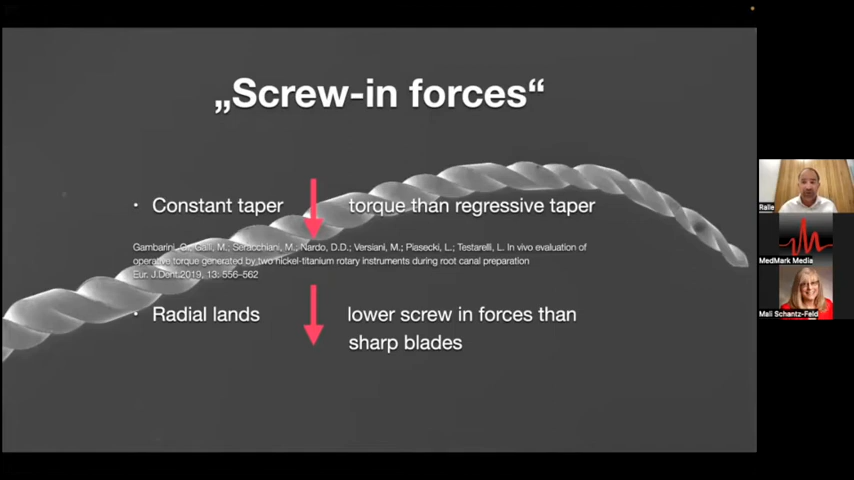 „Screw-in forces“
• Constant taper torque than regressive taper
Gambarini, G.; Galli, M.; Seracchiani, M.; Nardo, D.D.; Versiani, M.; Piasecki, L.; Testarelli, L. In vivo evaluation of
operative torque generated by two nickel-titanium rotary instruments during root canal preparation
Eur. J.Dent.2019, 13: 556–562
• Radial lands lower screw in forces than
sharp blades
Ralle
MedMark Media
Mali Schantz-Feld